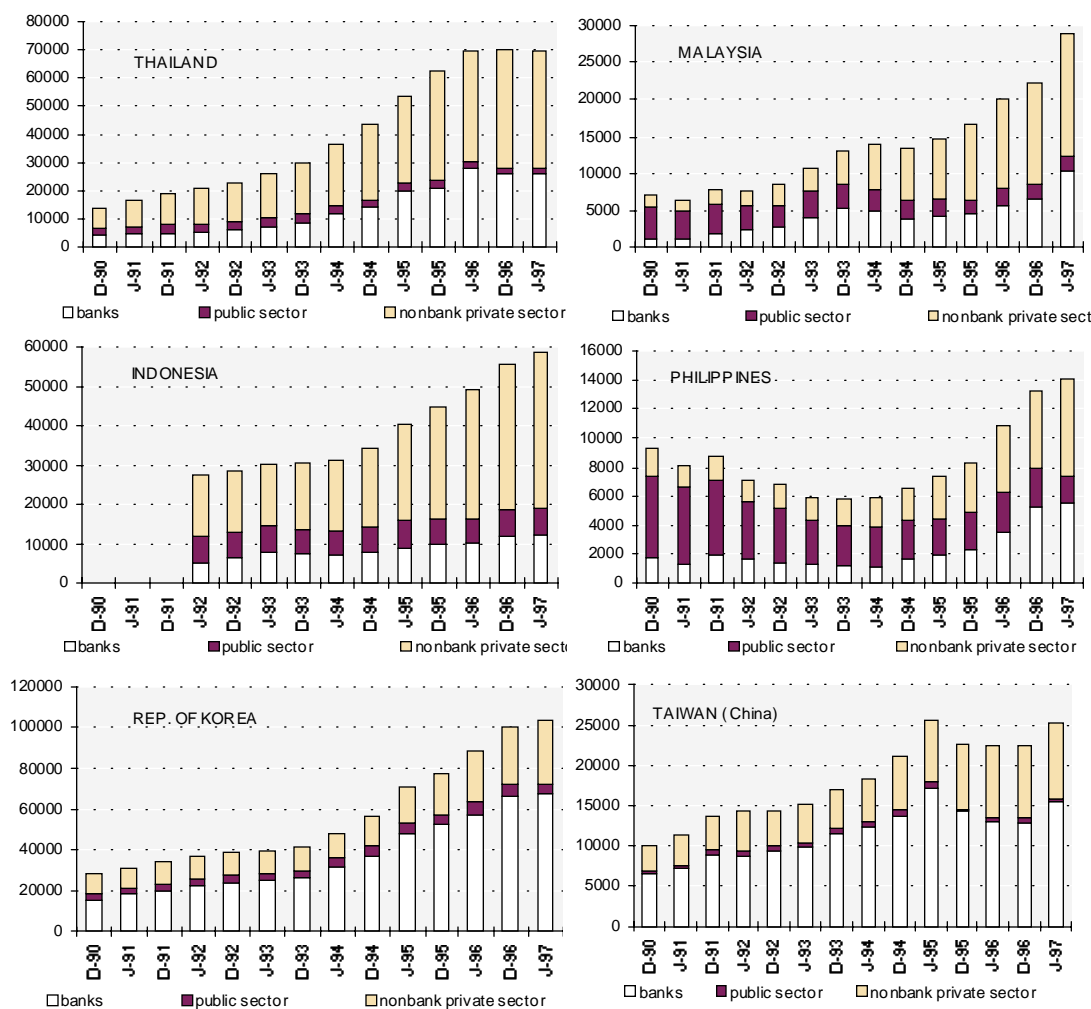 THAILAND
80000
70000
60000
50000
40000
30000
20000
10000
0
D-90 J-91 D-91 J-92 D-92 J-93 D-93 J-94 D-94 J-95 D-95 J-96 D-96 J-97
banks public sector nonbank private sector
MALAYSIA
30000
25000
20000
15000
10000
5000
0
D-90 J-91 D-91 J-92 D-92 J-93 D-93 J-94 D-94 J-95 D-95 J-96 D-96 J-97
banks public sector nonbank private sect
INDONESIA
60000
50000
40000
30000
20000
10000
0
D-90 J-91 D-91 J-92 D-92 J-93 D-93 J-94 D-94 J-95 D-95 J-96 D-96 J-97
banks public sector nonbank private sect
PHILIPPINES
16000
14000
12000
10000
8000
6000
4000
2000
0
D-90 J-91 D-91 J-92 D-92 J-93 D-93 J-94 D-94 J-95 D-95 J-96 D-96 J-97
banks public sector nonbank private sector
REP. OF KOREA
120000
100000
80000
60000
40000
20000
0
D-90 J-91 D-91 J-92 D-92 J-93 D-93 J-94 D-94 J-95 D-95 J-96 D-96 J-97
banks public sector nonbank private sector
TAIWAN (China)
30000
25000
20000
15000
10000
5000
0
D-90 J-91 D-91 J-92 D-92 J-93 D-93 J-94 D-94 J-95 D-95 J-96 D-96 J-97
banks public sector nonbank private sector